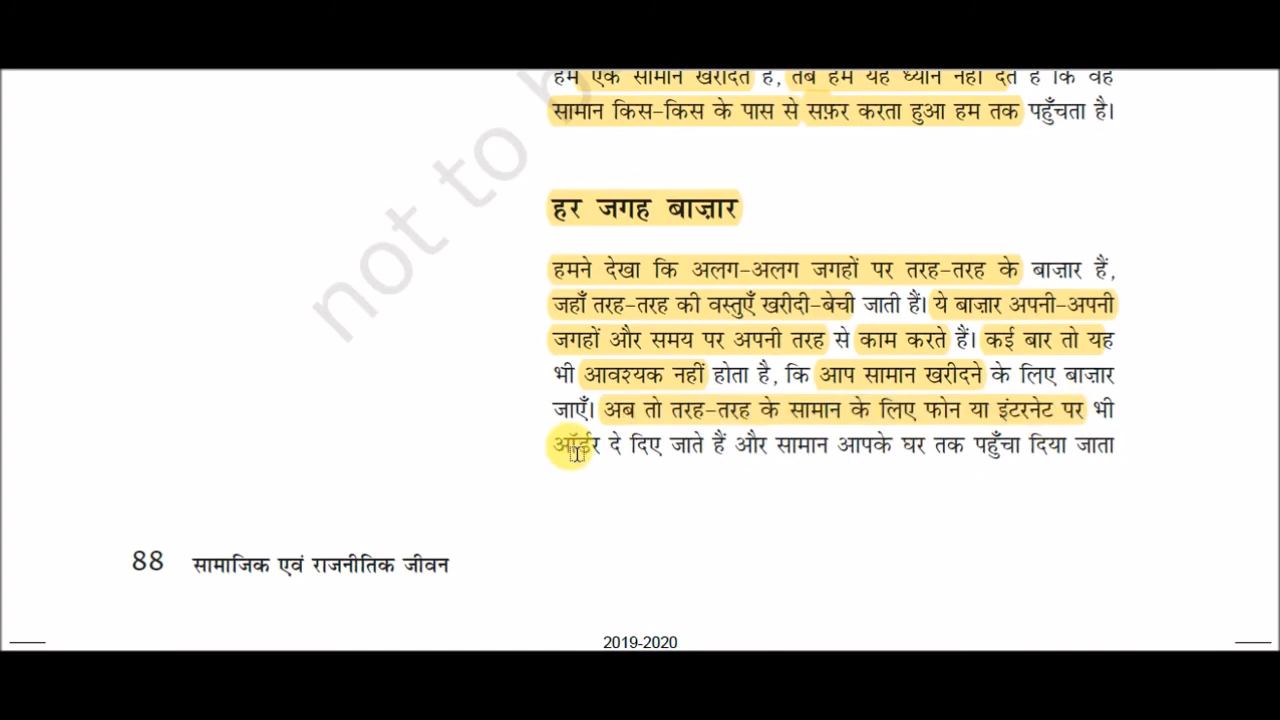 हम एक सामान खरीदते हैं, तब हम यह ध्यान नहीं देते हैं कि वह
सामान किस-किस के पास से सफ़र करता हुआ हम तक पहुँचता है।
not to b
हर जगह बाज़ार
हमने देखा कि अलग-अलग जगहों पर तरह-तरह के बाज़ार हैं,
जहाँ तरह-तरह की वस्तुएँ खरीदी-बेची जाती हैं। ये बाज़ार अपनी-अपनी
जगहों और समय पर अपनी तरह से काम करते हैं। कई बार तो यह
भी आवश्यक नहीं होता है, कि आप सामान खरीदने के लिए बाज़ार
जाएँ। अब तो तरह-तरह के सामान के लिए फोन या इंटरनेट पर भी
ऑर्डर दे दिए जाते हैं और सामान आपके घर तक पहुँचा दिया जाता
88 सामाजिक एवं राजनीतिक जीवन
2019-2020